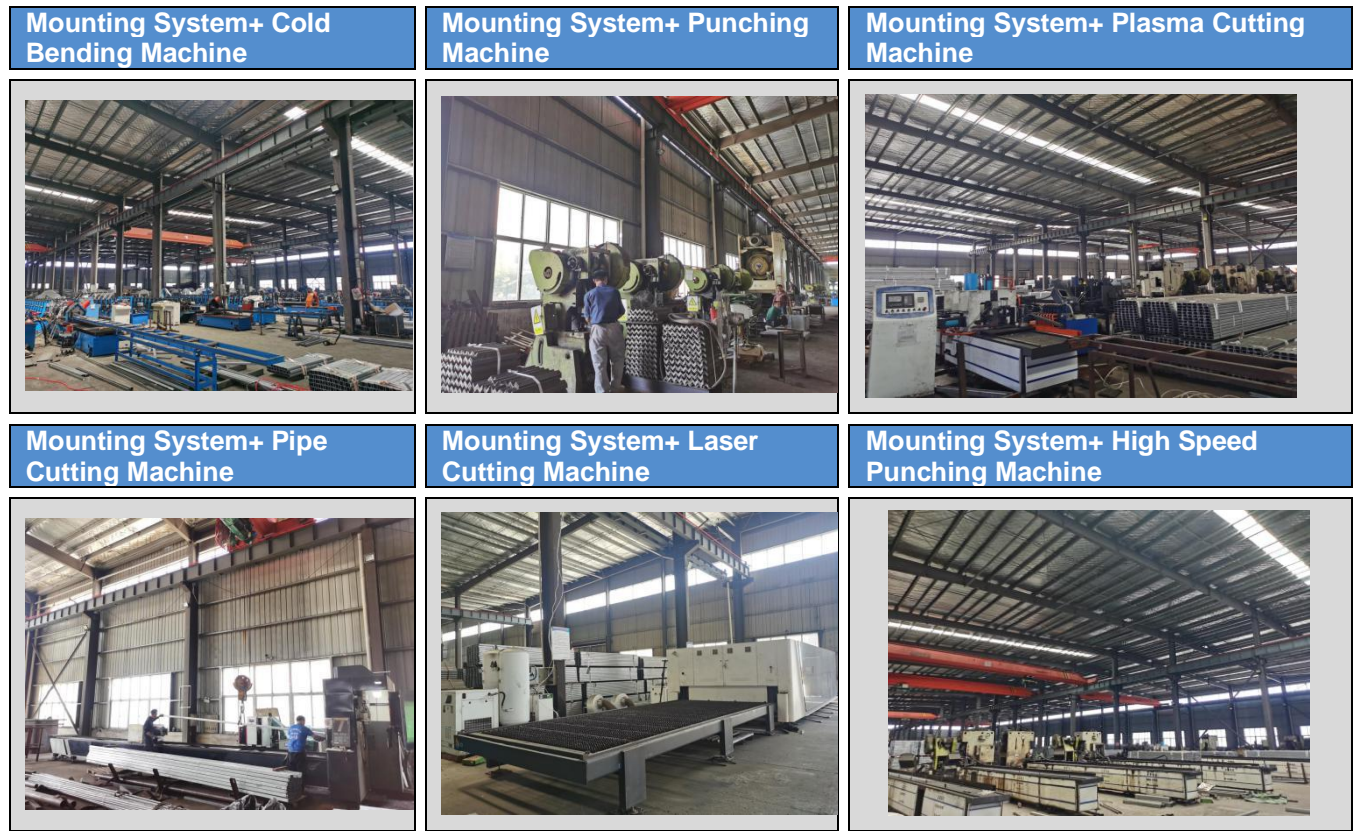 Mounting System+ Cold
Bending Machine
Mounting System+ Punching
Machine
Mounting System+ Plasma Cutting
Machine
Mounting System+ Pipe
Cutting Machine
Mounting System+ Laser
Cutting Machine
Mounting System+ High Speed
Punching Machine